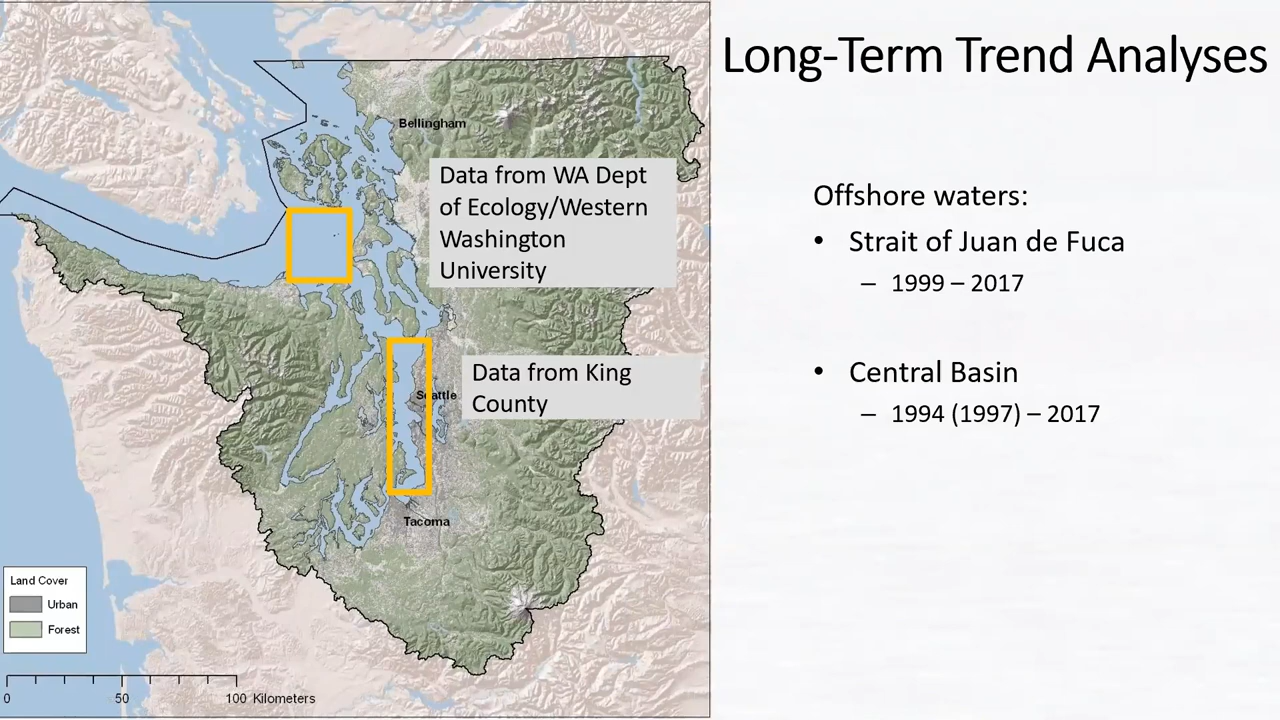 Long-Term Trend Analyses
Bellingham
Data from WA Dept
of Ecology/Western
Washington
University
Data from King
County
Seattle
Tacoma
Land Cover
Urban
Forest
0 50 100 Kilometers
Offshore waters:
• Strait of Juan de Fuca
– 1999 – 2017
• Central Basin
– 1994 (1997) – 2017